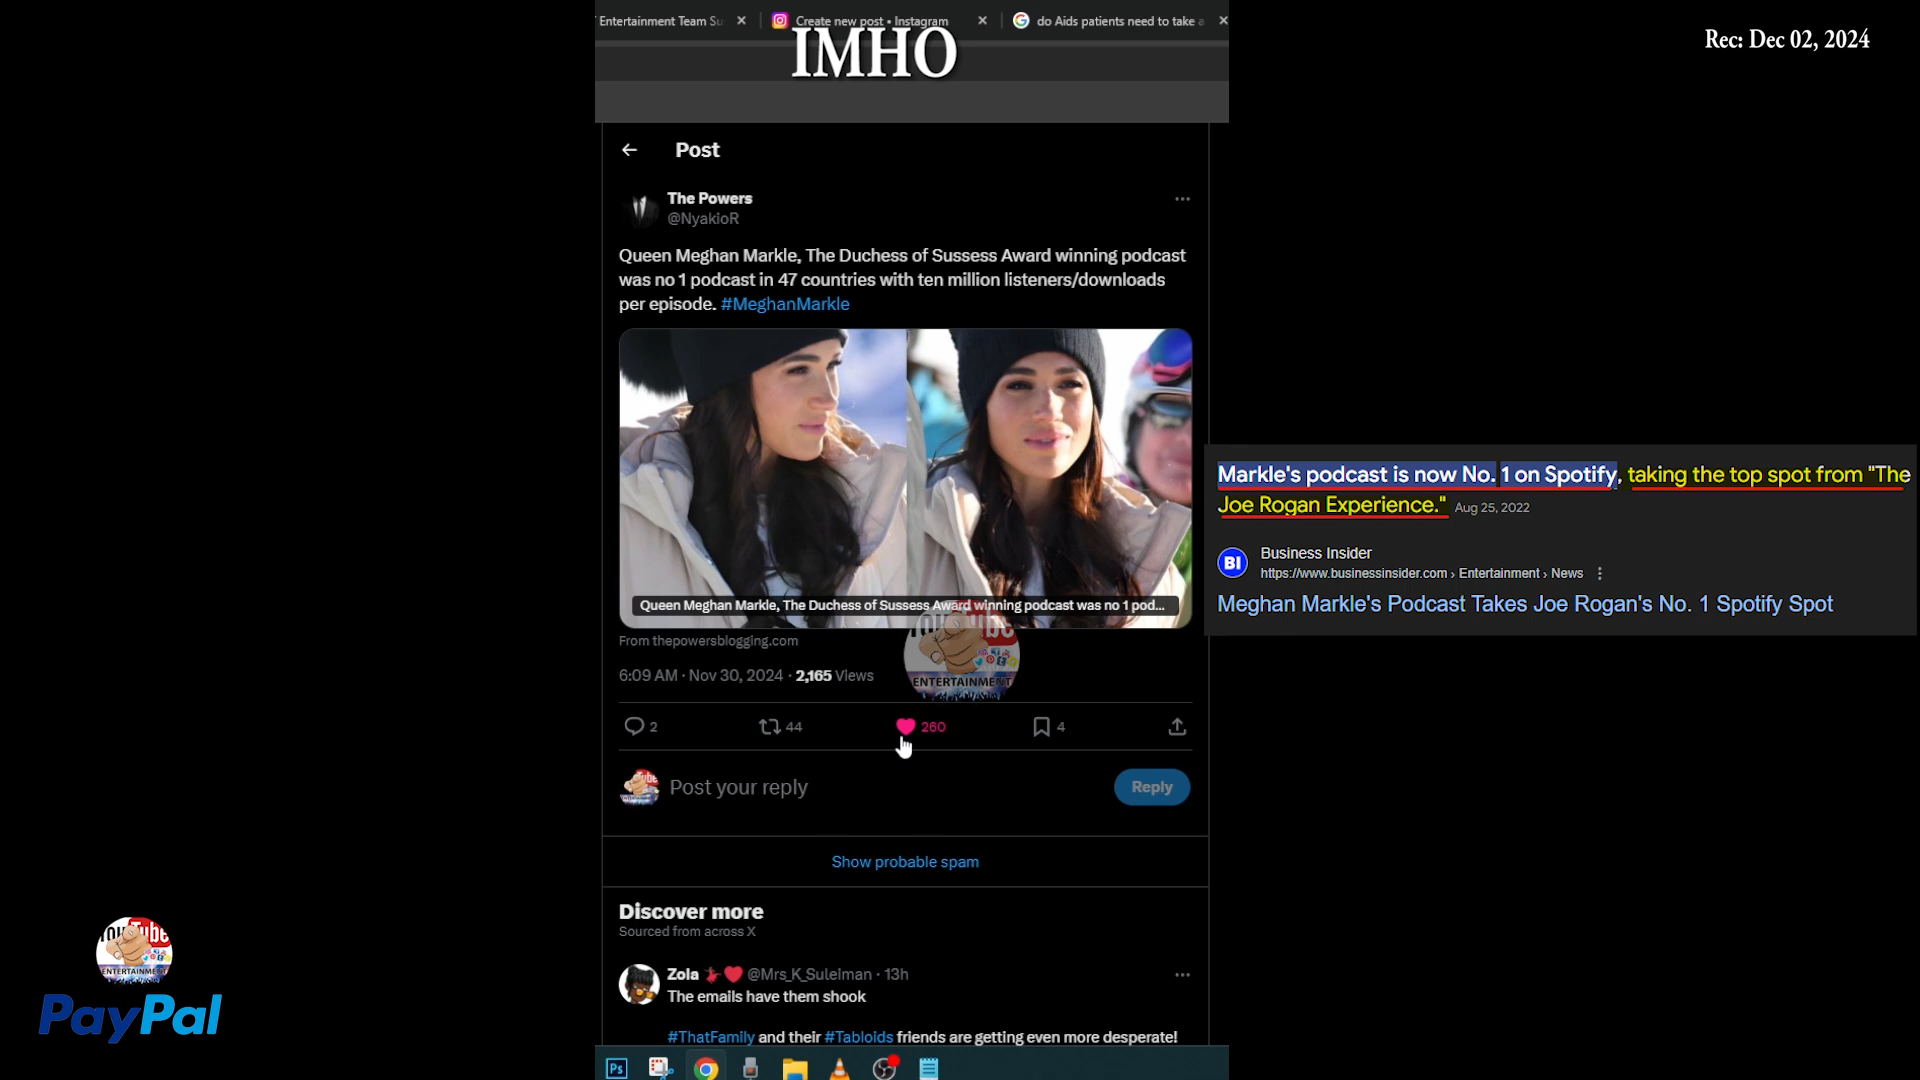 Entertainment Team Su
Create new post • Instagram
do Aids patients need to take a
IMHO
Rec: Dec 02, 2024
Post
The Powers
@NyakioR
Queen Meghan Markle, The Duchess of Sussess Award winning podcast
was no 1 podcast in 47 countries with ten million listeners/downloads
per episode. #MeghanMarkle
Queen Meghan Markle, The Duchess of Sussess Award winning podcast was no 1 pod...
From thepowersblogging.com
6:09 AM · Nov 30, 2024 · 2,165 Views
YouTube
ENTERTAINMENT
2
44
260
4
Post your reply
Reply
Show probable spam
Discover more
Sourced from across X
Zola @Mrs_K_Suleiman · 13h
The emails have them shook
#ThatFamily and their #Tabloids friends are getting even more desperate!
Ps
Markle's podcast is now No. 1 on Spotify, taking the top spot from "The
Joe Rogan Experience." Aug 25, 2022
BI
Business Insider
https://www.businessinsider.com › Entertainment › News
Meghan Markle's Podcast Takes Joe Rogan's No. 1 Spotify Spot
YouTube
ENTERTAINMENT
PayPal